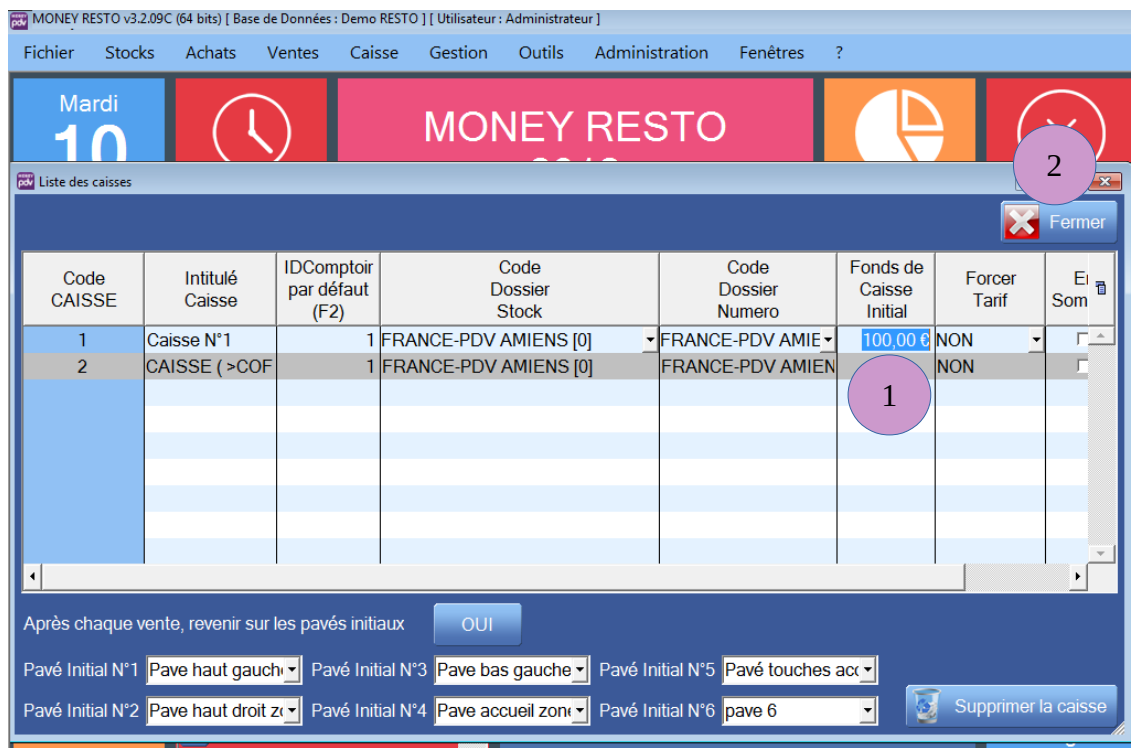 MONEY RESTO v3.2.09C (64 bits) [ Base de Données : Demo RESTO ] [ Utilisateur : Administrateur ]
Fichier Stocks Achats Ventes Caisse Gestion Outils Administration Fenêtres ?
Mardi
10
MONEY RESTO
2
Liste des caisses
Fermer
Code CAISSE
Intitulé Caisse
IDComptoir par défaut (F2)
Code Dossier Stock
Code Dossier Numero
Fonds de Caisse Initial
Forcer Tarif
Som
1 Caisse N°1 1 FRANCE-PDV AMIENS [0] FRANCE-PDV AMIE 100,00 € NON
2 CAISSE ( >COF 1 FRANCE-PDV AMIENS [0] FRANCE-PDV AMIEN NON
1
Après chaque vente, revenir sur les pavés initiaux OUI
Pavé Initial N°1 Pave haut gauch Pavé Initial N°3 Pave bas gauche Pavé Initial N°5 Pavé touches acc
Pavé Initial N°2 Pave haut droit zo Pavé Initial N°4 Pave accueil zone Pavé Initial N°6 pave 6
Supprimer la caisse